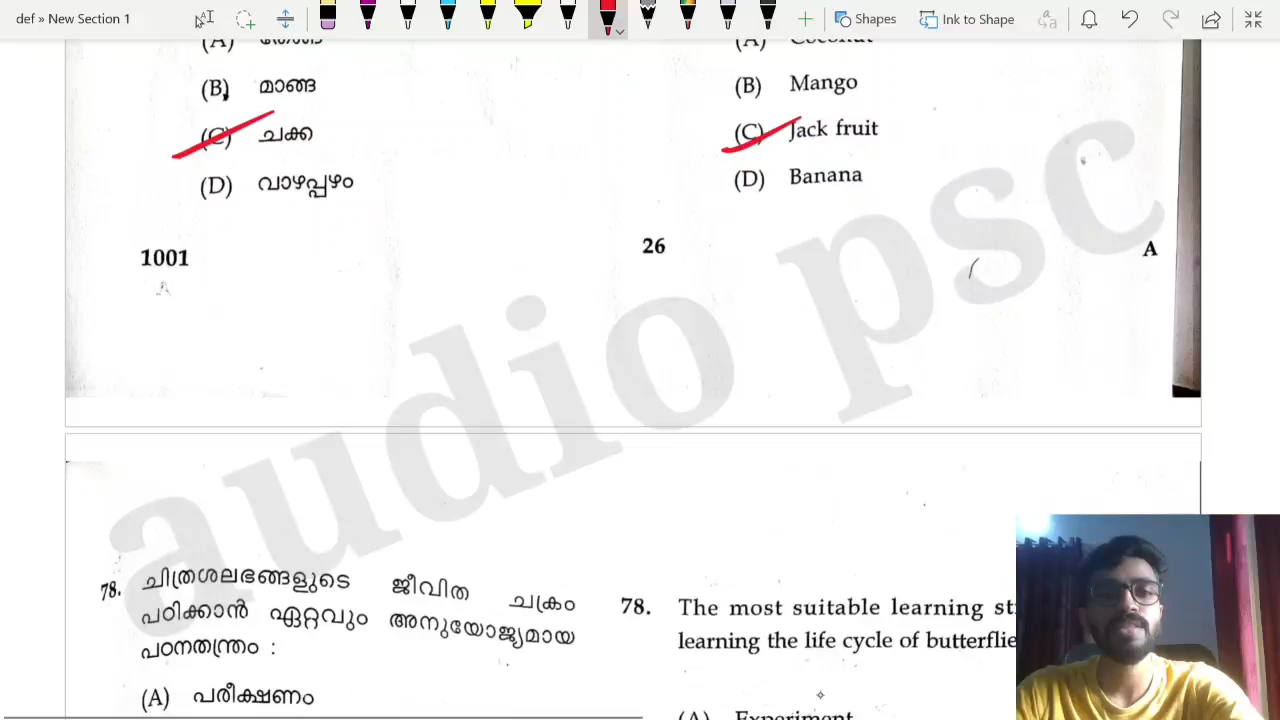 def » New Section 1
Shapes
Ink to Shape
(A) തേങ്ങ
(B) മാങ്ങ
(C) ചക്ക
(D) വാഴപ്പഴം
(A) Coconut
(B) Mango
(C) Jack fruit
(D) Banana
1001
26
A
audio psc
78. ചിത്രശലഭങ്ങളുടെ ജീവിത ചക്രം
പഠിക്കാൻ ഏറ്റവും അനുയോജ്യമായ
പഠനതന്ത്രം :
(A) പരീക്ഷണം
78. The most suitable learning
learning the life cycle of
(A) Experiment